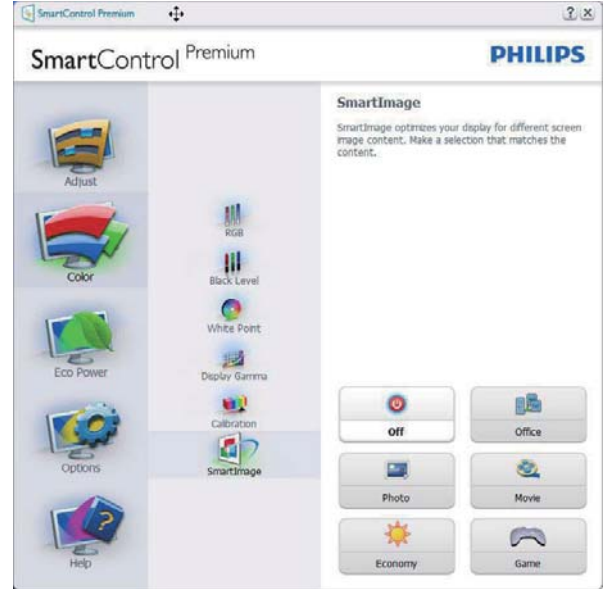 SmartControl Premium
? x
SmartControl Premium
PHILIPS
Adjust
Color
Eco Power
Options
Help
RGB
Black Level
White Point
Display Gamma
Calibration
SmartImage
SmartImage
SmartImage optimizes your display for different screen
image content. Make a selection that matches the
content.
Off
Office
Photo
Movie
Economy
Game